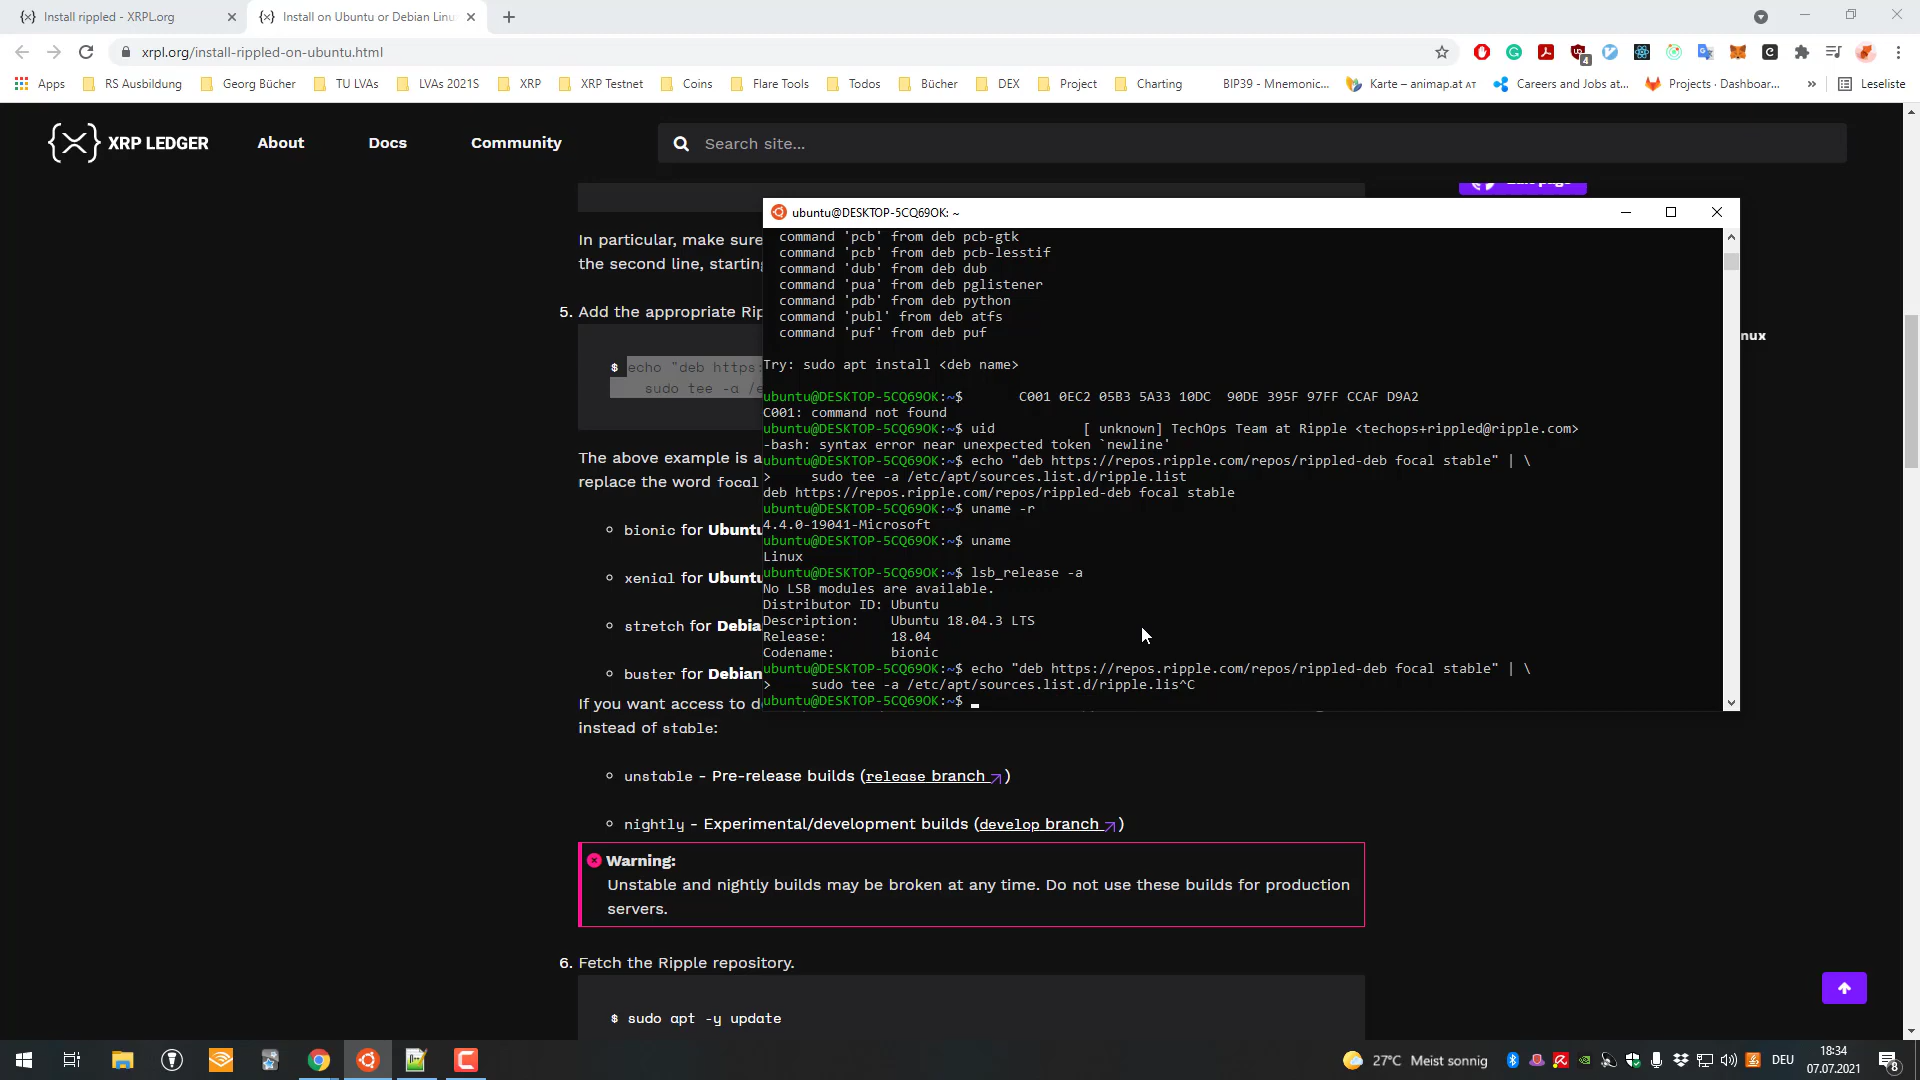 Install rippled - XRPL.org
Install on Ubuntu or Debian Linu
xrpl.org/install-rippled-on-ubuntu.html
4
Apps
RS Ausbildung
Georg Bücher
TU LVAs
LVAs 2021S
XRP
XRP Testnet
Coins
Flare Tools
Todos
Bücher
DEX
Project
Charting
BIP39 - Mnemonic...
Karte – animap.at AT
Careers and Jobs at...
Projects · Dashboar...
»
Leseliste
XRP LEDGER
About
Docs
Community
Search site...
In particular, make sure
the second line, starting
5. Add the appropriate Rip
$ echo "deb https:
sudo tee -a /e
The above example is a
replace the word focal
bionic for Ubuntu
xenial for Ubuntu
stretch for Debia
buster for Debian
If you want access to d
instead of stable:
unstable - Pre-release builds (release branch)
nightly - Experimental/development builds (develop branch)
Warning:
Unstable and nightly builds may be broken at any time. Do not use these builds for production
servers.
6. Fetch the Ripple repository.
$ sudo apt -y update
nux
ubuntu@DESKTOP-5CQ69OK: ~
command 'pcb' from deb pcb-gtk
command 'pcb' from deb pcb-lesstif
command 'dub' from deb dub
command 'pua' from deb pglistener
command 'pdb' from deb python
command 'publ' from deb atfs
command 'puf' from deb puf
Try: sudo apt install <deb name>
ubuntu@DESKTOP-5CQ69OK:~$ C001 0EC2 05B3 5A33 10DC 90DE 395F 97FF CCAF D9A2
C001: command not found
ubuntu@DESKTOP-5CQ69OK:~$ uid [ unknown] TechOps Team at Ripple <techops+rippled@ripple.com>
-bash: syntax error near unexpected token `newline'
ubuntu@DESKTOP-5CQ69OK:~$ echo "deb https://repos.ripple.com/repos/rippled-deb focal stable" | \
> sudo tee -a /etc/apt/sources.list.d/ripple.list
deb https://repos.ripple.com/repos/rippled-deb focal stable
ubuntu@DESKTOP-5CQ69OK:~$ uname -r
4.4.0-19041-Microsoft
ubuntu@DESKTOP-5CQ69OK:~$ uname
Linux
ubuntu@DESKTOP-5CQ69OK:~$ lsb_release -a
No LSB modules are available.
Distributor ID: Ubuntu
Description: Ubuntu 18.04.3 LTS
Release: 18.04
Codename: bionic
ubuntu@DESKTOP-5CQ69OK:~$ echo "deb https://repos.ripple.com/repos/rippled-deb focal stable" | \
> sudo tee -a /etc/apt/sources.list.d/ripple.lis^C
ubuntu@DESKTOP-5CQ69OK:~$
27°C Meist sonnig
DEU
18:34
07.07.2021
8